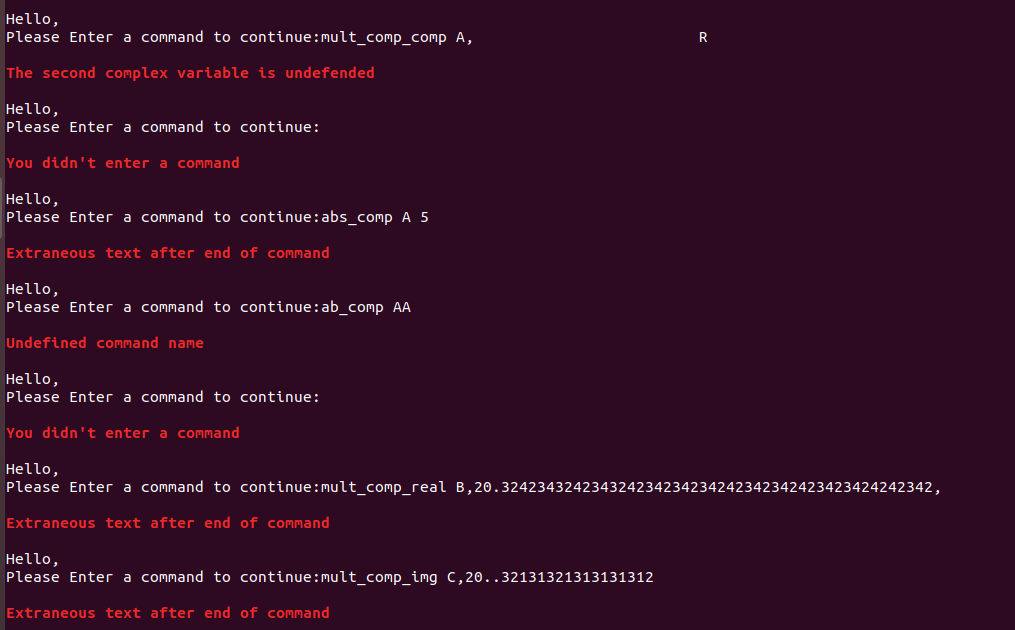 Hello,
Please Enter a command to continue:mult_comp_comp A,                         R
The second complex variable is undefended
Hello,
Please Enter a command to continue:
You didn't enter a command
Hello,
Please Enter a command to continue:abs_comp A 5
Extraneous text after end of command
Hello,
Please Enter a command to continue:ab_comp AA
Undefined command name
Hello,
Please Enter a command to continue:
You didn't enter a command
Hello,
Please Enter a command to continue:mult_comp_real B,20.324234324234324234234234242342342423423424242342,
Extraneous text after end of command
Hello,
Please Enter a command to continue:mult_comp_img C,20..32131321313131312
Extraneous text after end of command